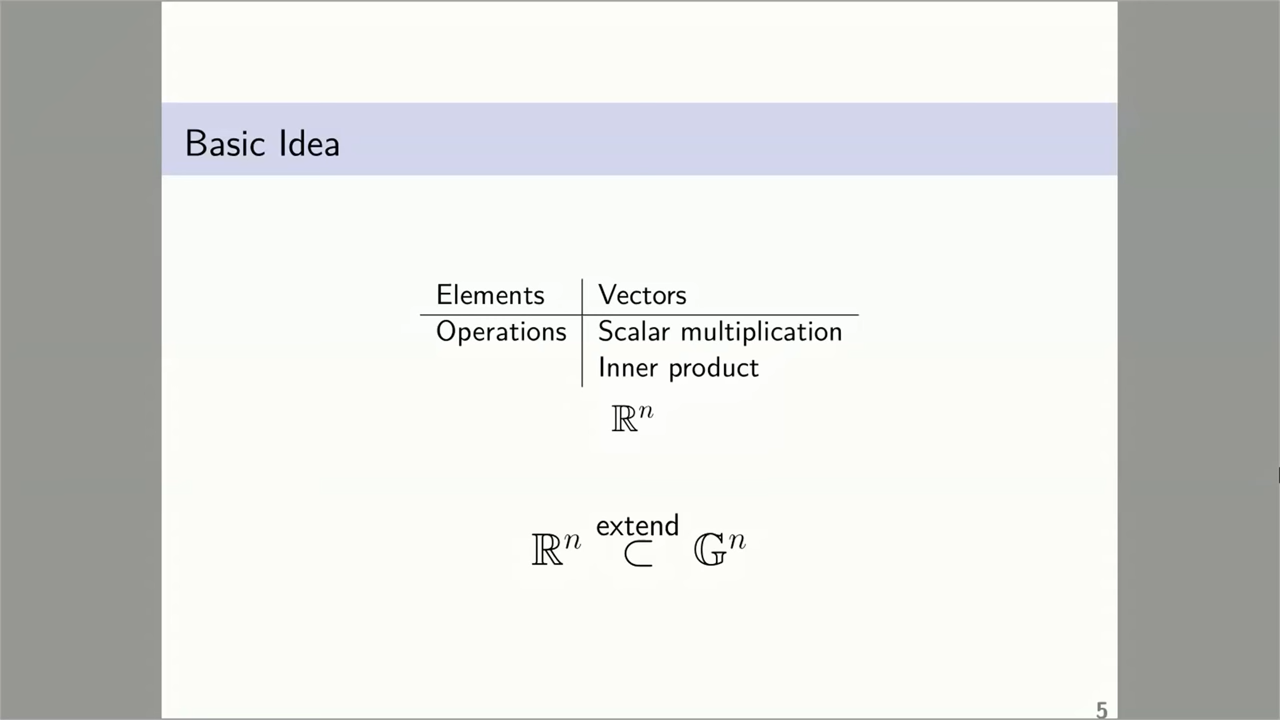 Basic Idea
Elements Vectors
Operations Scalar multiplication
Inner product
ℝⁿ
extend
ℝⁿ ⊂ 𝔾ⁿ
5